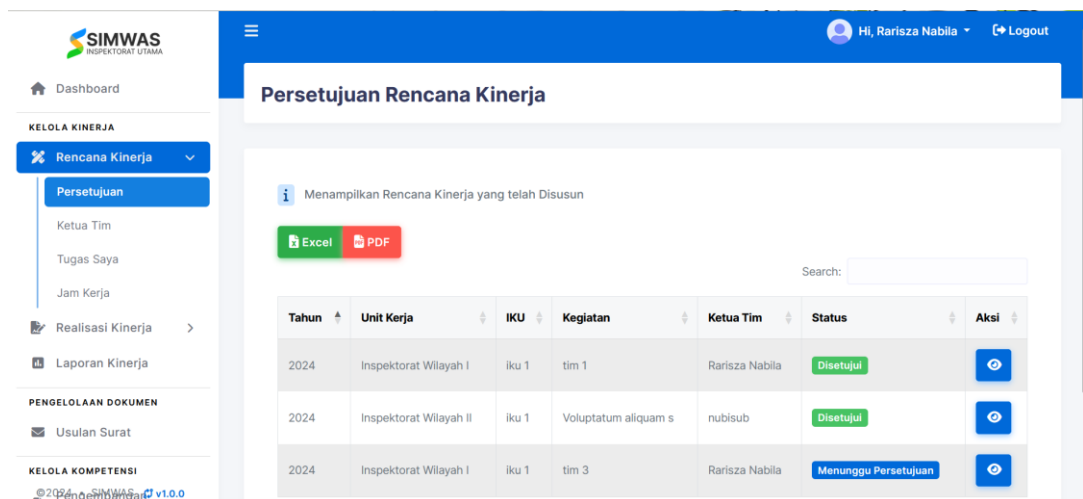 SIMWAS
INSPEKTORAT UTAMA
Hi, Rarisza Nabila
Logout
Dashboard
KELOLA KINERJA
Rencana Kinerja
Persetujuan
Ketua Tim
Tugas Saya
Jam Kerja
Realisasi Kinerja
Laporan Kinerja
PENGELOLAAN DOKUMEN
Usulan Surat
KELOLA KOMPETENSI
Pengembangan
©2024 • SIMWAS v1.0.0
Persetujuan Rencana Kinerja
i Menampilkan Rencana Kinerja yang telah Disusun
Excel PDF
Search:
Tahun Unit Kerja IKU Kegiatan Ketua Tim Status Aksi
2024 Inspektorat Wilayah I iku 1 tim 1 Rarisza Nabila Disetujui
2024 Inspektorat Wilayah II iku 1 Voluptatum aliquam s nubisub Disetujui
2024 Inspektorat Wilayah I iku 1 tim 3 Rarisza Nabila Menunggu Persetujuan